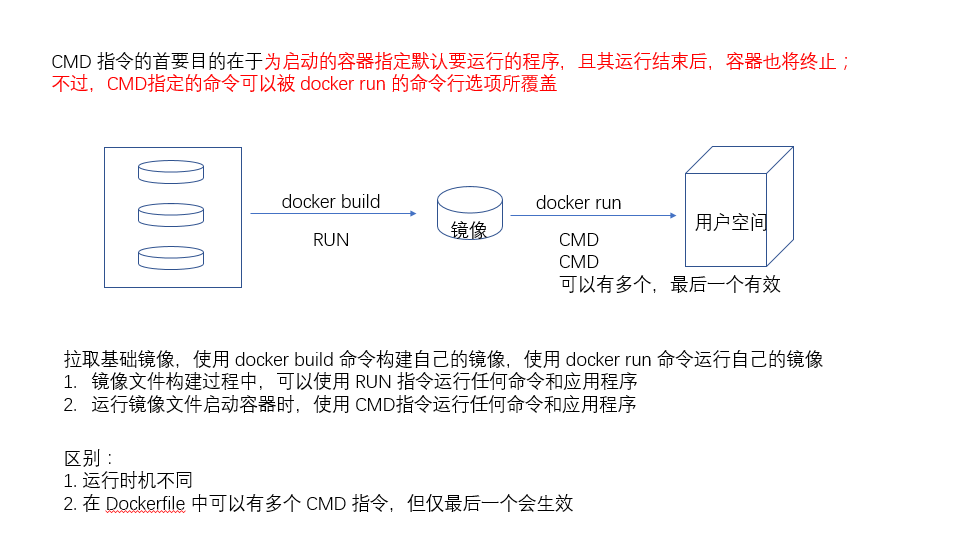 CMD 指令的首要目的在于为启动的容器指定默认要运行的程序，且其运行结束后，容器也将终止；
不过，CMD指定的命令可以被 docker run 的命令行选项所覆盖
docker build
RUN
镜像
docker run
CMD
CMD
可以有多个，最后一个有效
用户空间
拉取基础镜像，使用 docker build 命令构建自己的镜像，使用 docker run 命令运行自己的镜像
1. 镜像文件构建过程中，可以使用 RUN 指令运行任何命令和应用程序
2. 运行镜像文件启动容器时，使用 CMD指令运行任何命令和应用程序
区别：
1. 运行时机不同
2. 在 Dockerfile 中可以有多个 CMD 指令，但仅最后一个会生效